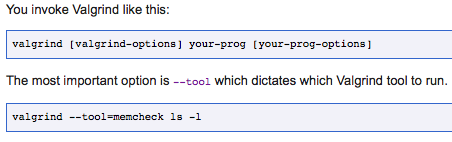 You invoke Valgrind like this:
valgrind [valgrind-options] your-prog [your-prog-options]
The most important option is --tool which dictates which Valgrind tool to run.
valgrind --tool=memcheck ls -l